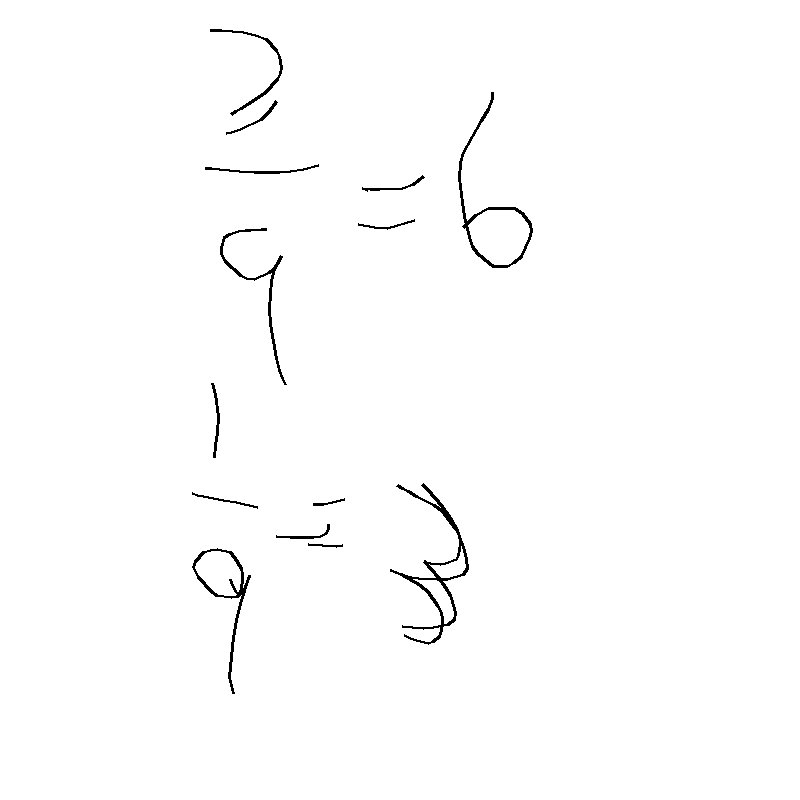 2
9 = 6
1
9 = 3